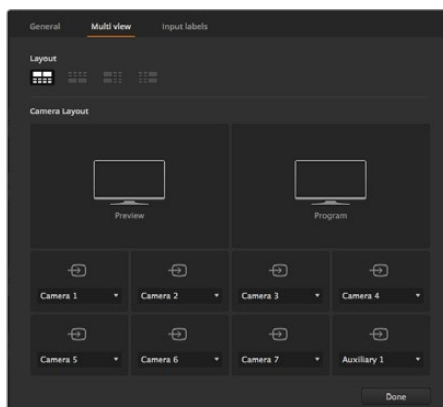 General Multi view Input labels
Layout
Camera Layout
Preview Program
Camera 1 Camera 2 Camera 3 Camera 4
Camera 5 Camera 6 Camera 7 Auxiliary 1
Done